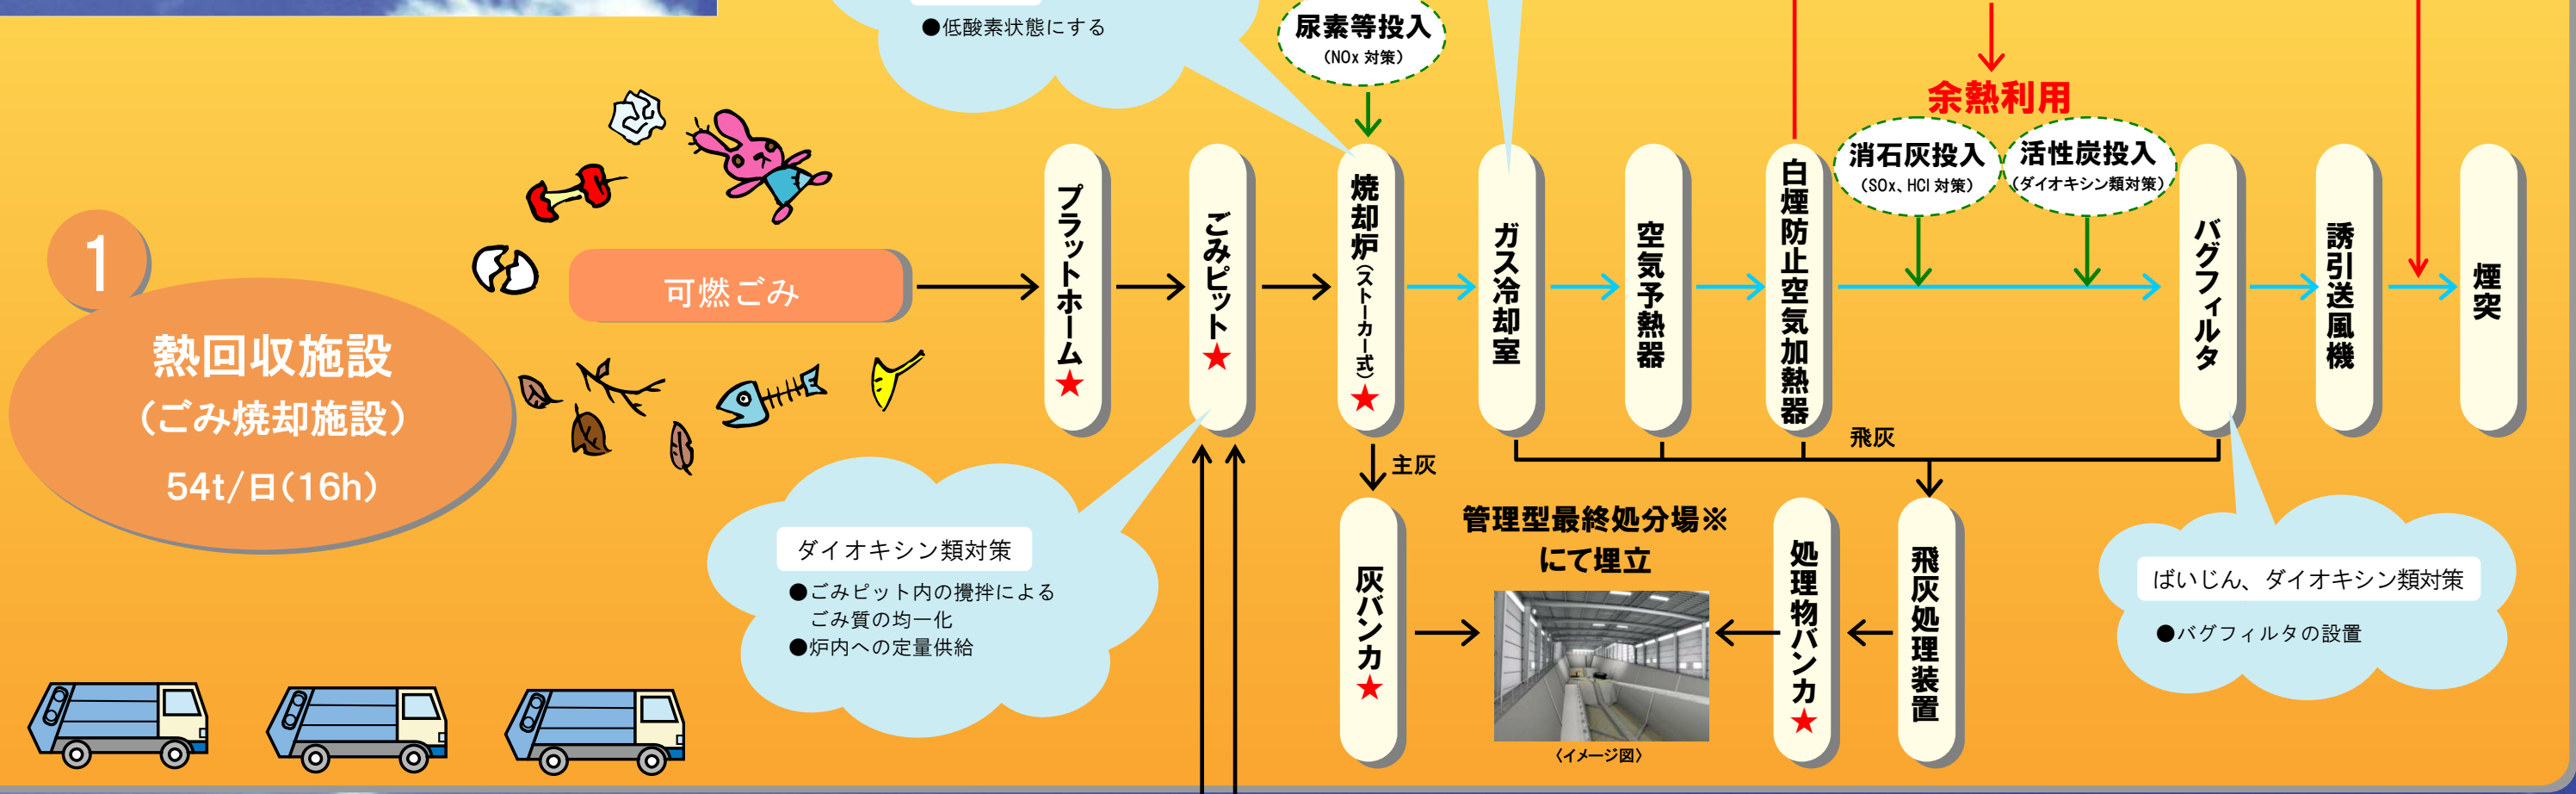 ●低酸素状態にする
尿素等投入
（NOx 対策）
余熱利用
消石灰投入
（SOx、HCl 対策）
活性炭投入
（ダイオキシン類対策）
1
熱回収施設
（ごみ焼却施設）
54t/日(16h)
可燃ごみ
プラットホーム★
ごみピット★
焼却炉（ストーカー式）★
ガス冷却室
空気予熱器
白煙防止空気加熱器
バグフィルタ
誘引送風機
煙突
主灰
飛灰
ダイオキシン類対策
●ごみピット内の攪拌による
ごみ質の均一化
●炉内への定量供給
灰バンカ★
管理型最終処分場※
にて埋立
〈イメージ図〉
処理物バンカ★
飛灰処理装置
ばいじん、ダイオキシン類対策
●バグフィルタの設置